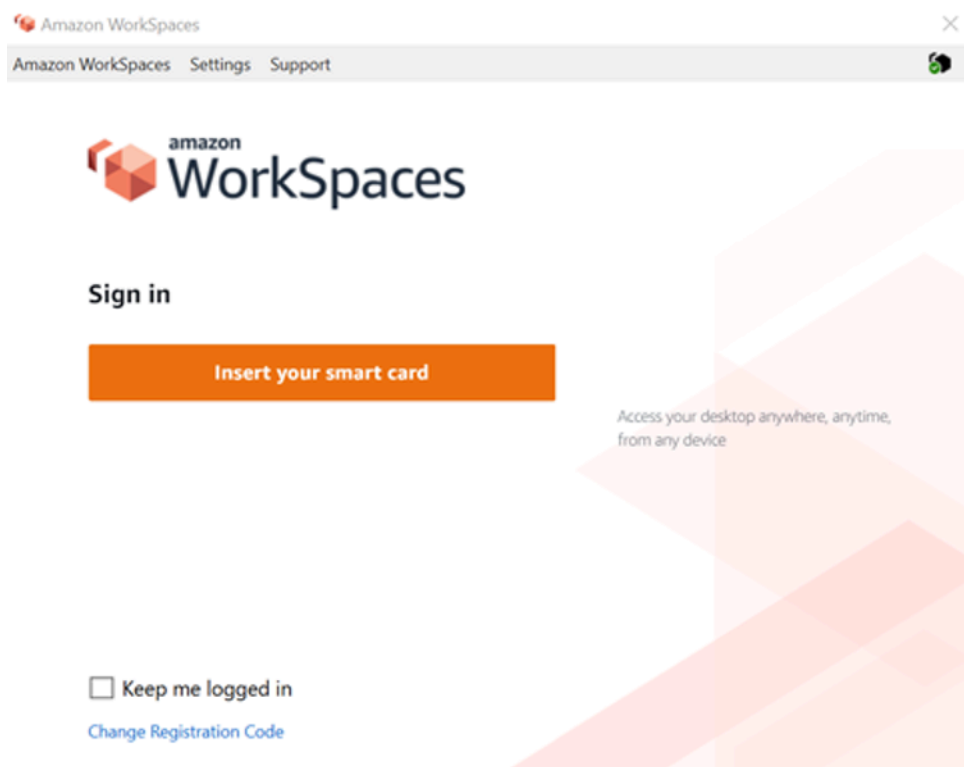 Amazon WorkSpaces
Amazon WorkSpaces Settings Support
amazon
WorkSpaces
Sign in
Insert your smart card
Access your desktop anywhere, anytime,
from any device
Keep me logged in
Change Registration Code